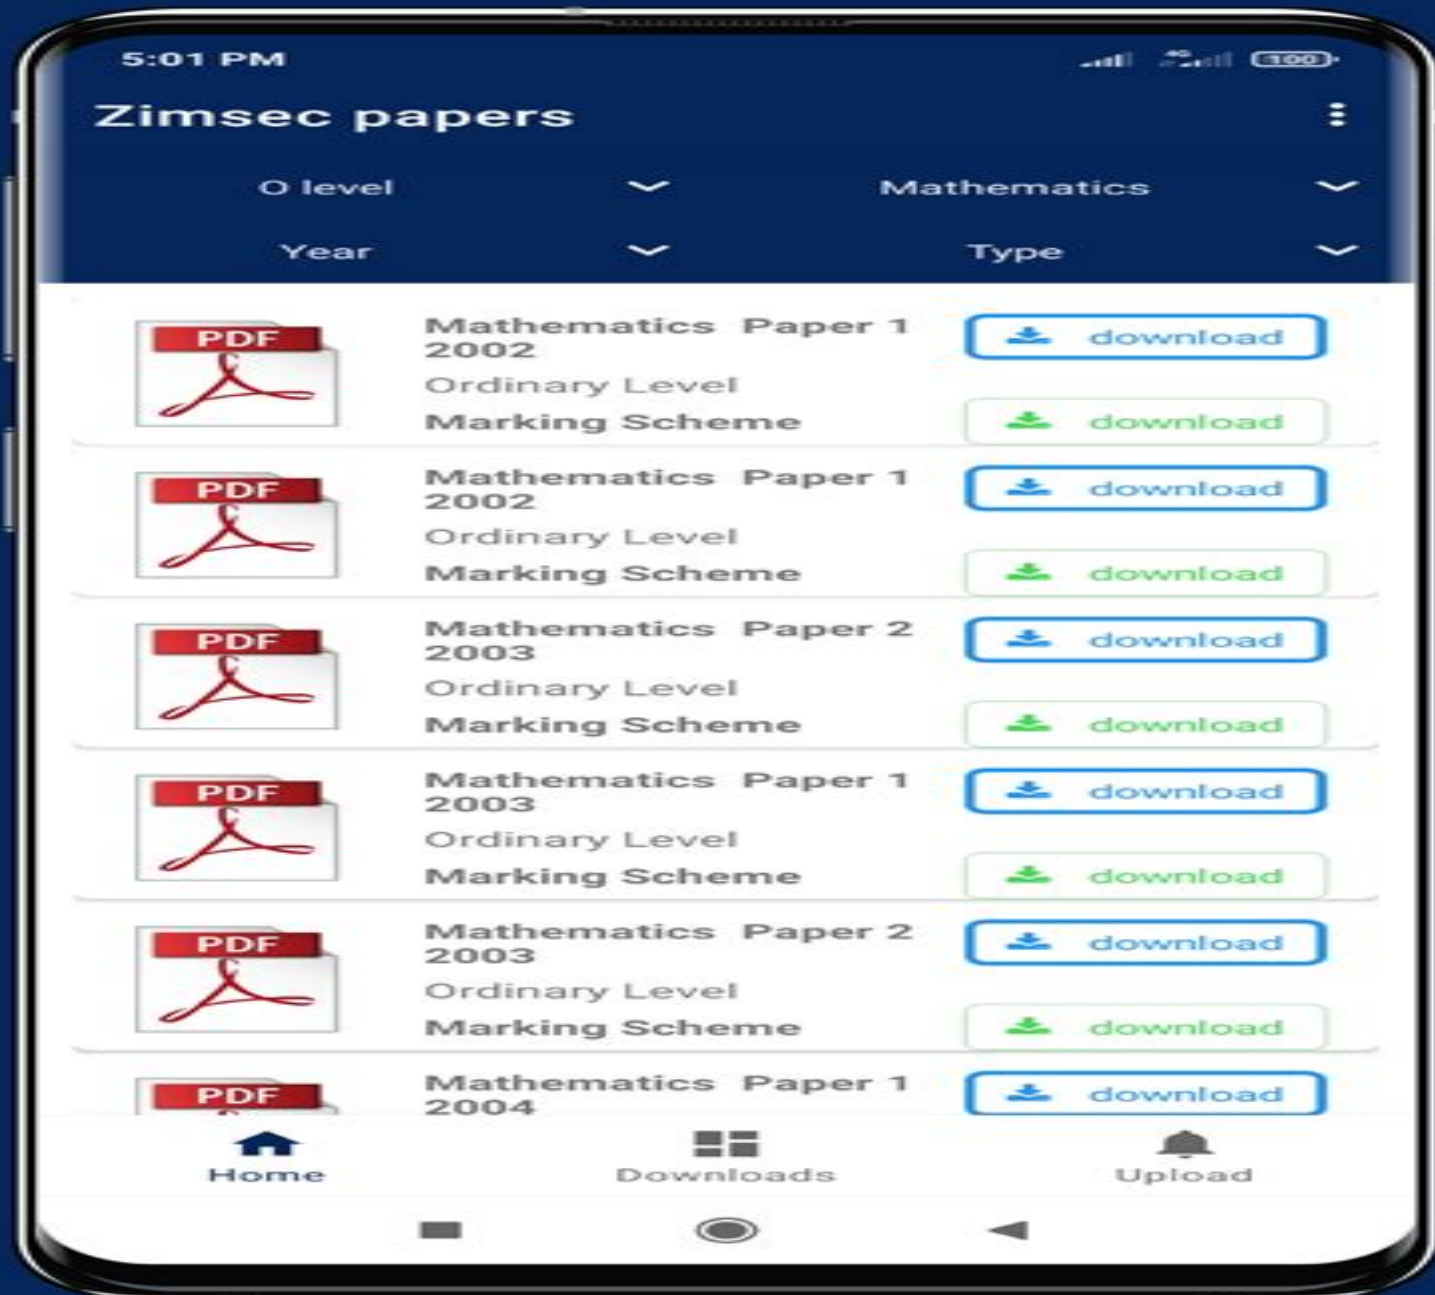 5:01 PM
4G
100
Zimsec papers
O level
Mathematics
Year
Type
PDF
Mathematics Paper 1
2002
download
Ordinary Level
Marking Scheme
download
PDF
Mathematics Paper 1
2002
download
Ordinary Level
Marking Scheme
download
PDF
Mathematics Paper 2
2003
download
Ordinary Level
Marking Scheme
download
PDF
Mathematics Paper 1
2003
download
Ordinary Level
Marking Scheme
download
PDF
Mathematics Paper 2
2003
download
Ordinary Level
Marking Scheme
download
PDF
Mathematics Paper 1
2004
download
Home
Downloads
Upload